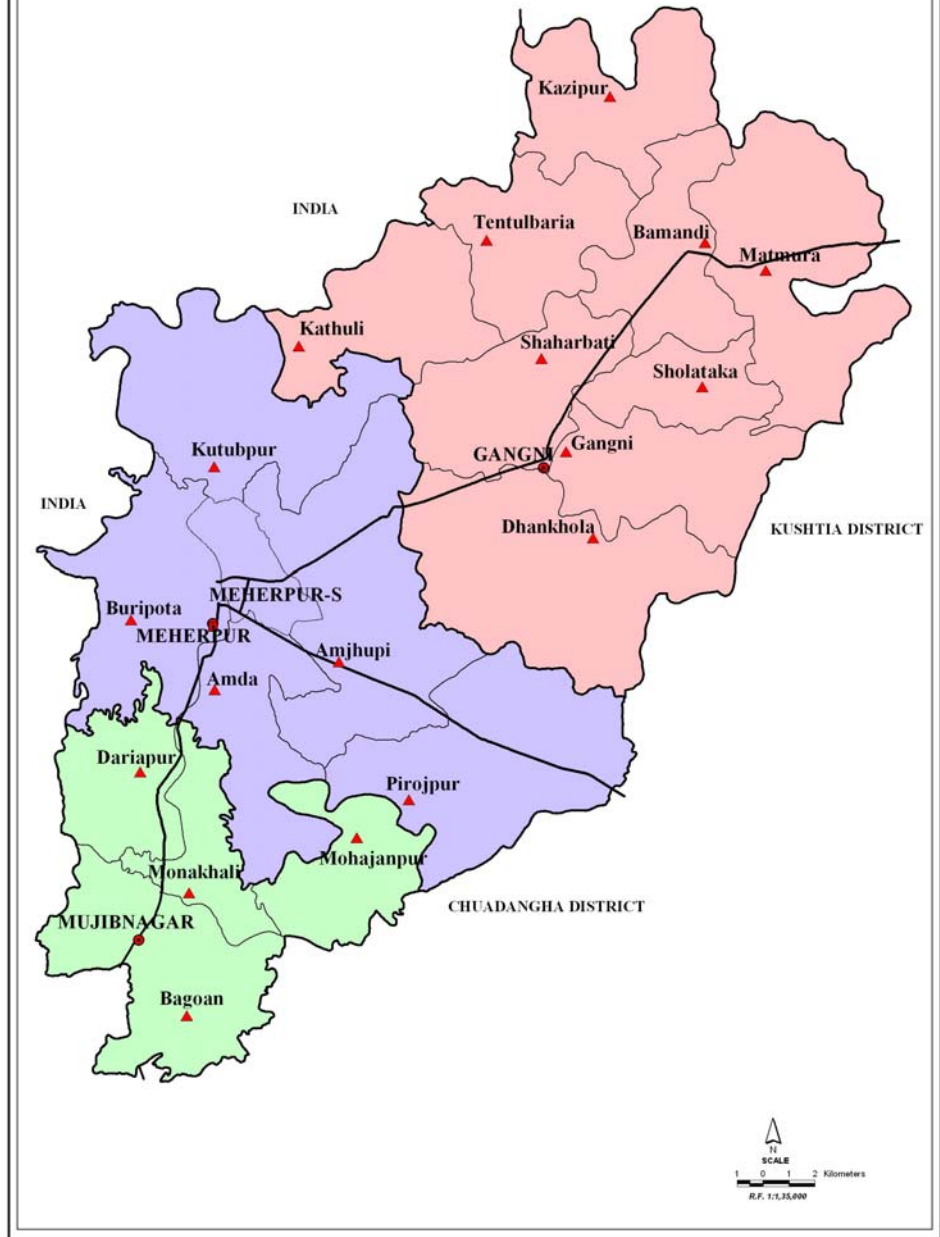 Kazipur
INDIA
Tentulbaria
Bamandi
Matmura
Kathuli
Shaharbati
Sholataka
Kutubpur
GANGNI
Gangni
INDIA
Dhankhola
KUSHTIA DISTRICT
MEHERPUR-S
Buripota
MEHERPUR
Amjhupi
Amda
Dariapur
Pirojpur
Mohajanpur
Monakhali
CHUADANGHA DISTRICT
MUJIBNAGAR
Bagoan
N
SCALE
1 0 1 2 Kilometers
R.F. 1:1,35,000